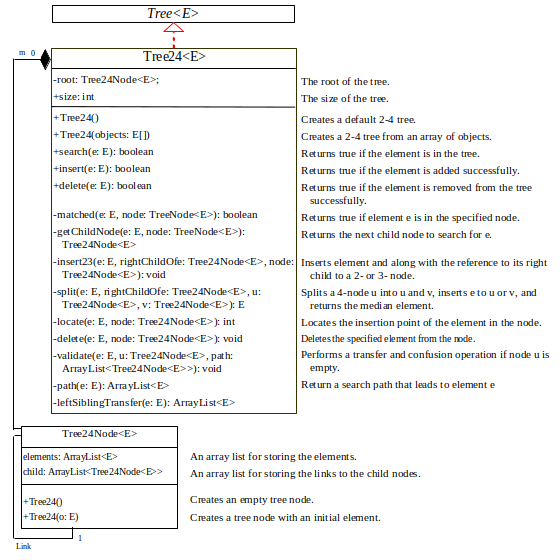 Tree<E>
m 0
Tree24<E>
-root: Tree24Node<E>; The root of the tree.
+size: int The size of the tree.
+Tree24() Creates a default 2-4 tree.
+Tree24(objects: E[]) Creates a 2-4 tree from an array of objects.
+search(e: E): boolean Returns true if the element is in the tree.
+insert(e: E): boolean Returns true if the element is added successfully.
+delete(e: E): boolean Returns true if the element is removed from the tree
successfully.
-matched(e: E, node: TreeNode<E>): boolean Returns true if element e is in the specified node.
-getChildNode(e: E, node: TreeNode<E>): Returns the next child node to search for e.
Tree24Node<E>
-insert23(e: E, rightChildOfe: Tree24Node<E>, node: Inserts element and along with the reference to its right
Tree24Node<E>): void child to a 2- or 3- node.
-split(e: E, rightChildOfe: Tree24Node<E>, u: Splits a 4-node u into u and v, inserts e to u or v, and
Tree24Node<E>, v: Tree24Node<E>): E returns the median element.
-locate(e: E, node: Tree24Node<E>): int Locates the insertion point of the element in the node.
-delete(e: E, node: Tree24Node<E>): void Deletes the specified element from the node.
-validate(e: E, u: Tree24Node<E>, path: Performs a transfer and confusion operation if node u is
ArrayList<Tree24Node<E>>): void empty.
-path(e: E): ArrayList<E> Return a search path that leads to element e
-leftSiblingTransfer(e: E): ArrayList<E>
Tree24Node<E>
elements: ArrayList<E> An array list for storing the elements.
child: ArrayList<Tree24Node<E>> An array list for storing the links to the child nodes.
+Tree24() Creates an empty tree node.
+Tree24(o: E) Creates a tree node with an initial element.
1
Link